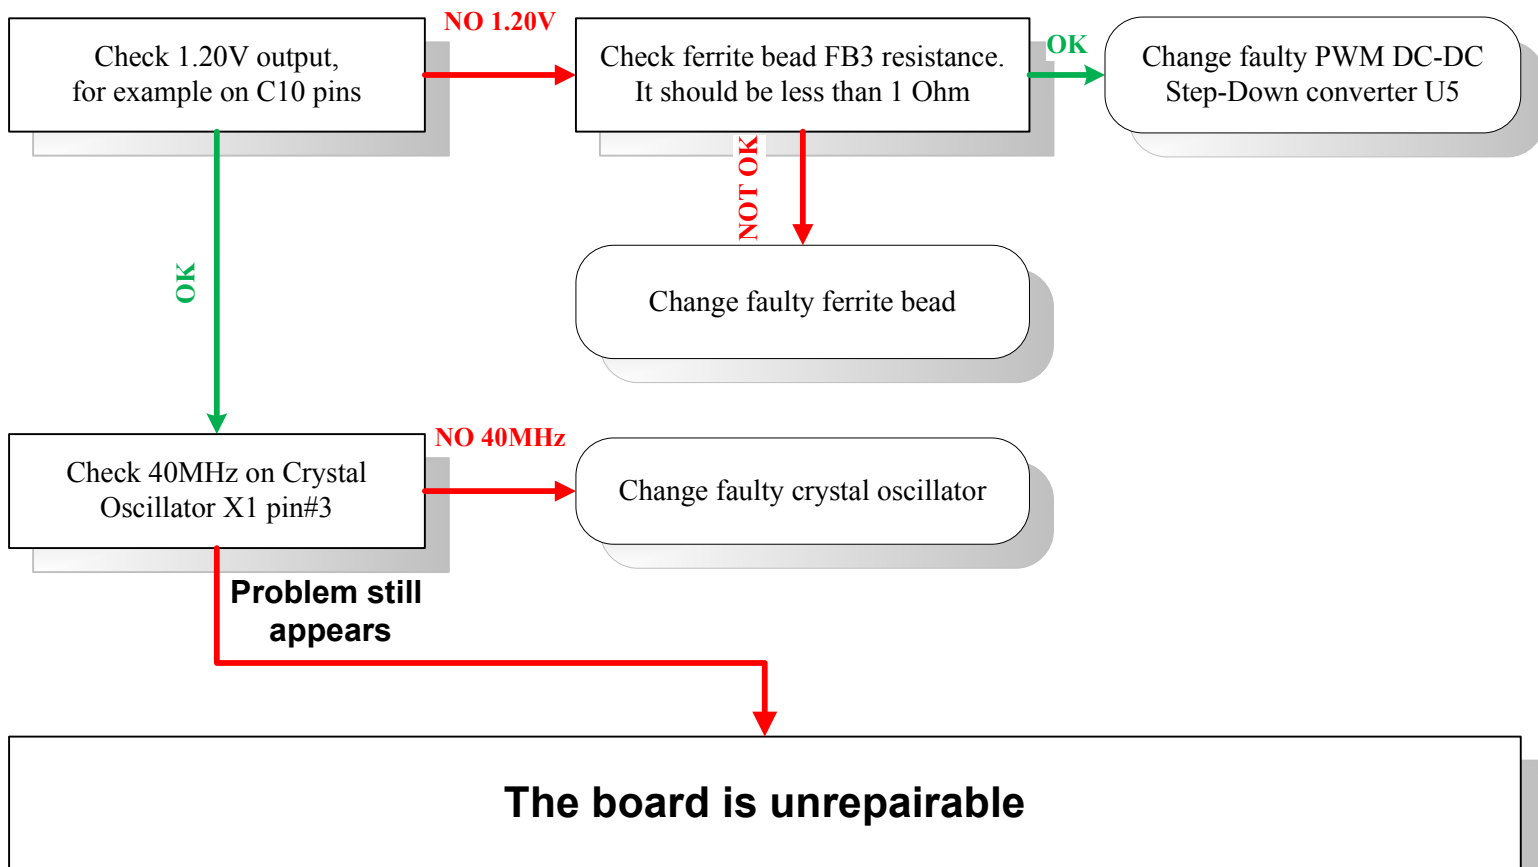 NO 1.20V
Check 1.20V output,
for example on C10 pins
Check ferrite bead FB3 resistance.
It should be less than 1 Ohm
OK
Change faulty PWM DC-DC
Step-Down converter U5
NOT OK
Change faulty ferrite bead
OK
NO 40MHz
Check 40MHz on Crystal
Oscillator X1 pin#3
Change faulty crystal oscillator
Problem still
appears
The board is unrepairable